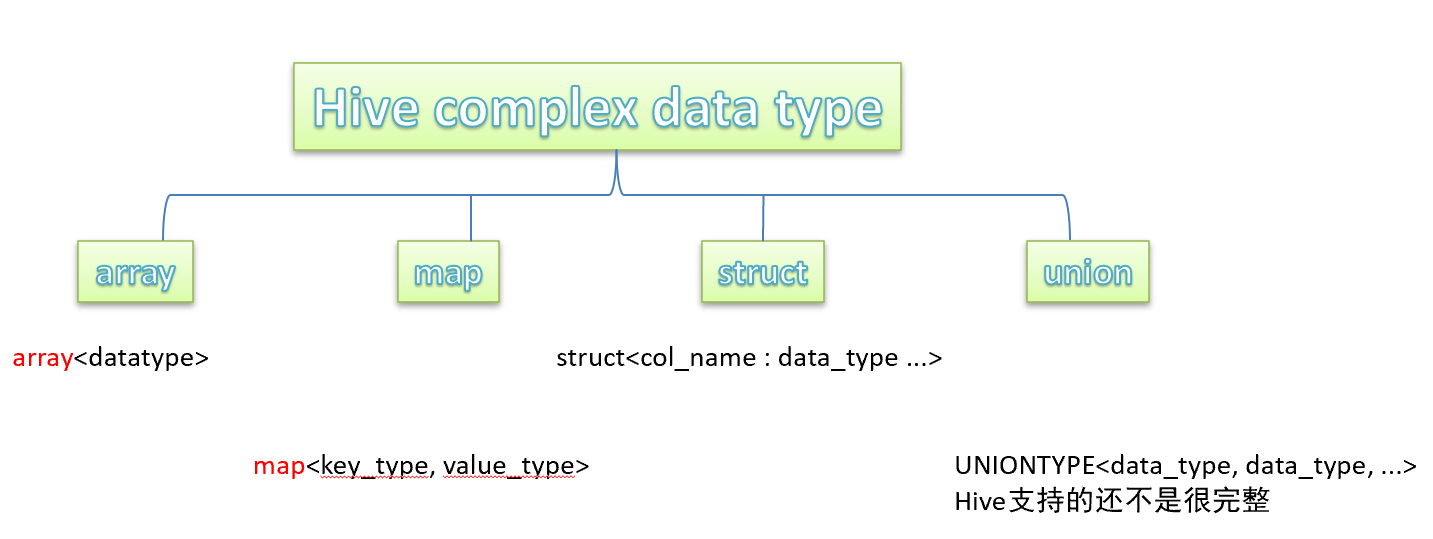 Hive complex data type
array
map
struct
union
array<datatype>
struct<col_name : data_type ...>
map<key_type, value_type>
UNIONTYPE<data_type, data_type, ...>
Hive支持的还不是很完整